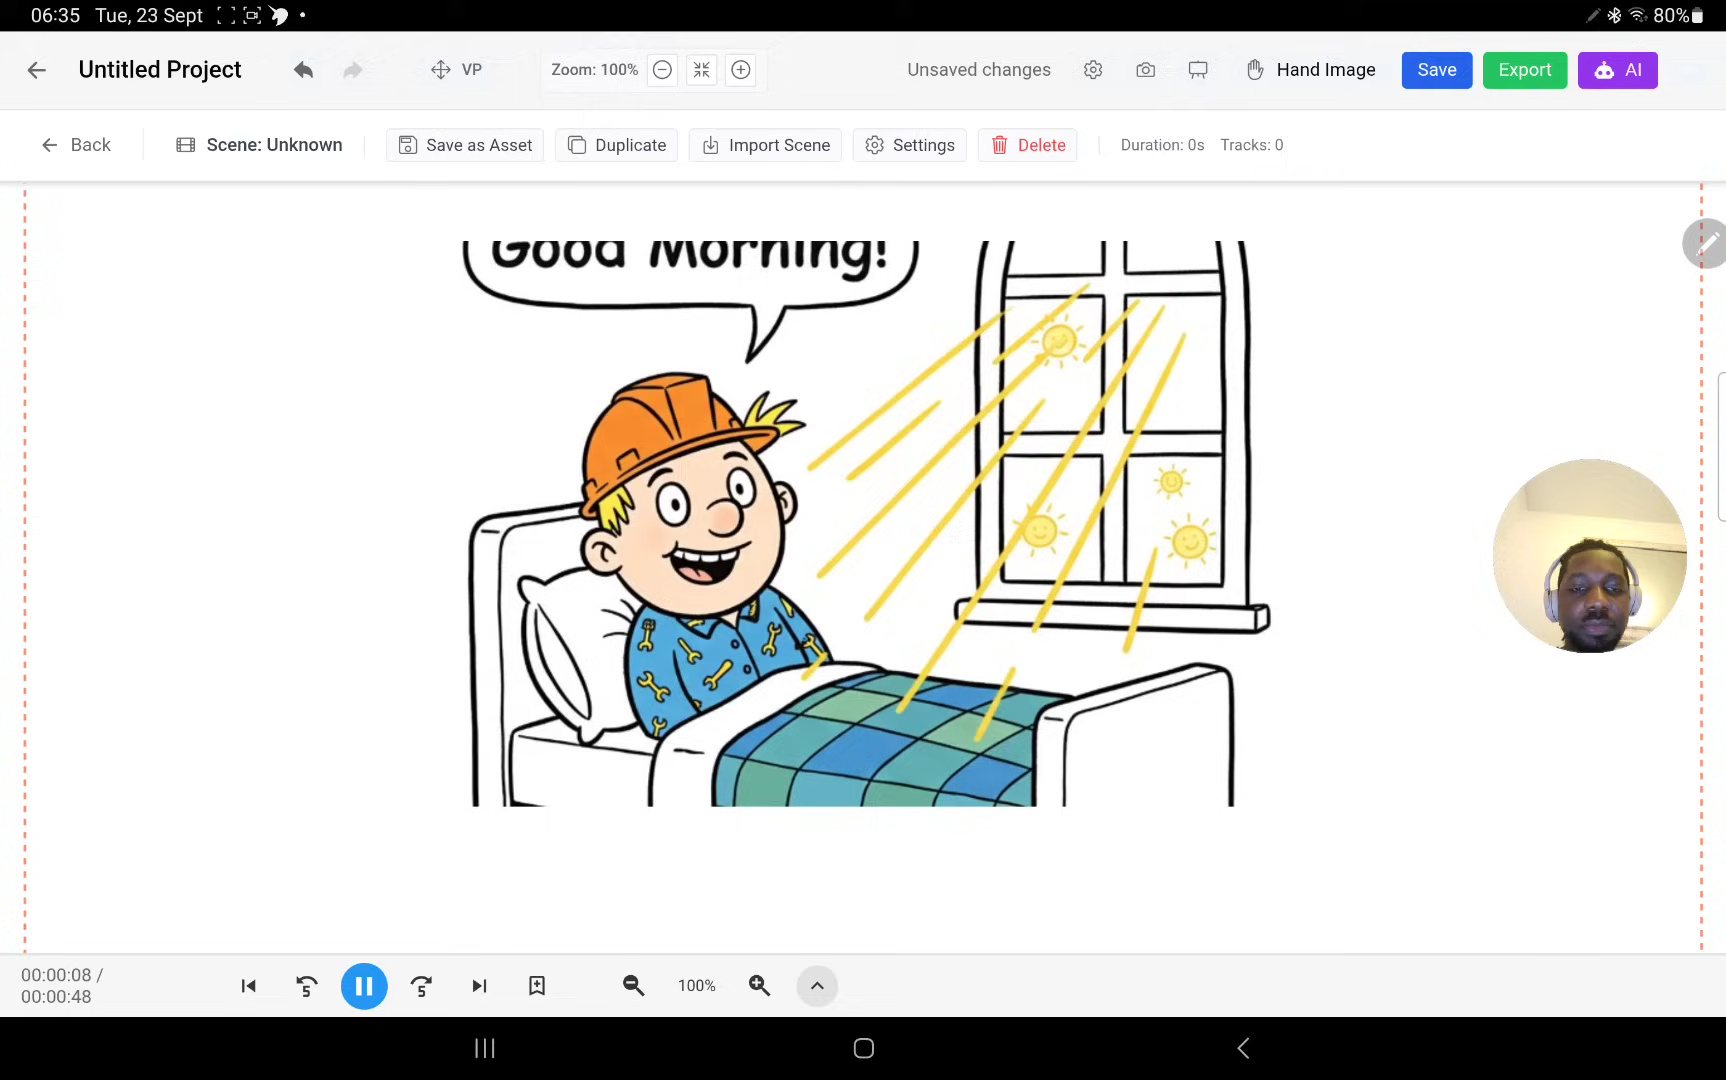 06:35 Tue, 23 Sept 80%
Untitled Project VP Zoom: 100% Unsaved changes Hand Image Save Export AI
Back Scene: Unknown Save as Asset Duplicate Import Scene Settings Delete Duration: 0s Tracks: 0
Good Morning!
00:00:08 /
00:00:48
5 5 100%